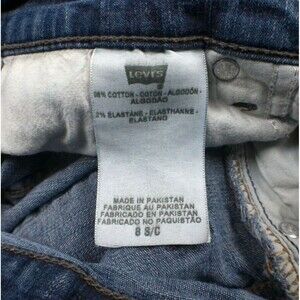 LEVI'S
98% COTTON - COTON - ALGODÓN -
ALGODÃO
2% ELASTANE - ELASTHANNE -
ELASTANO
MADE IN PAKISTAN
FABRIQUE AU PAKISTAN
FABRICADO EN PAKISTAN
FABRICADO NO PAQUISTÃO
8 S/C